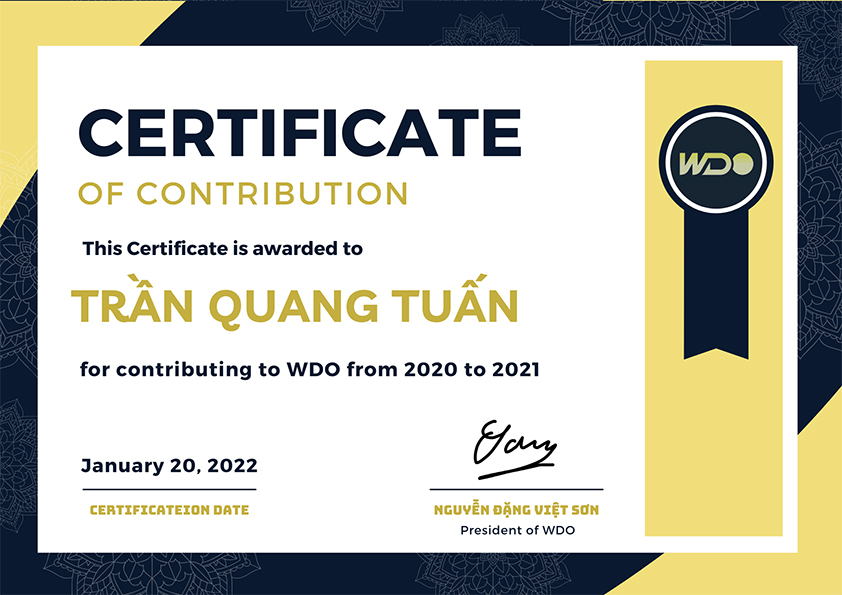 CERTIFICATE
OF CONTRIBUTION
This Certificate is awarded to
TRẦN QUANG TUẤN
for contributing to WDO from 2020 to 2021
January 20, 2022
CERTIFICATEION DATE
NGUYỄN ĐẶNG VIỆT SƠN
President of WDO
WDO